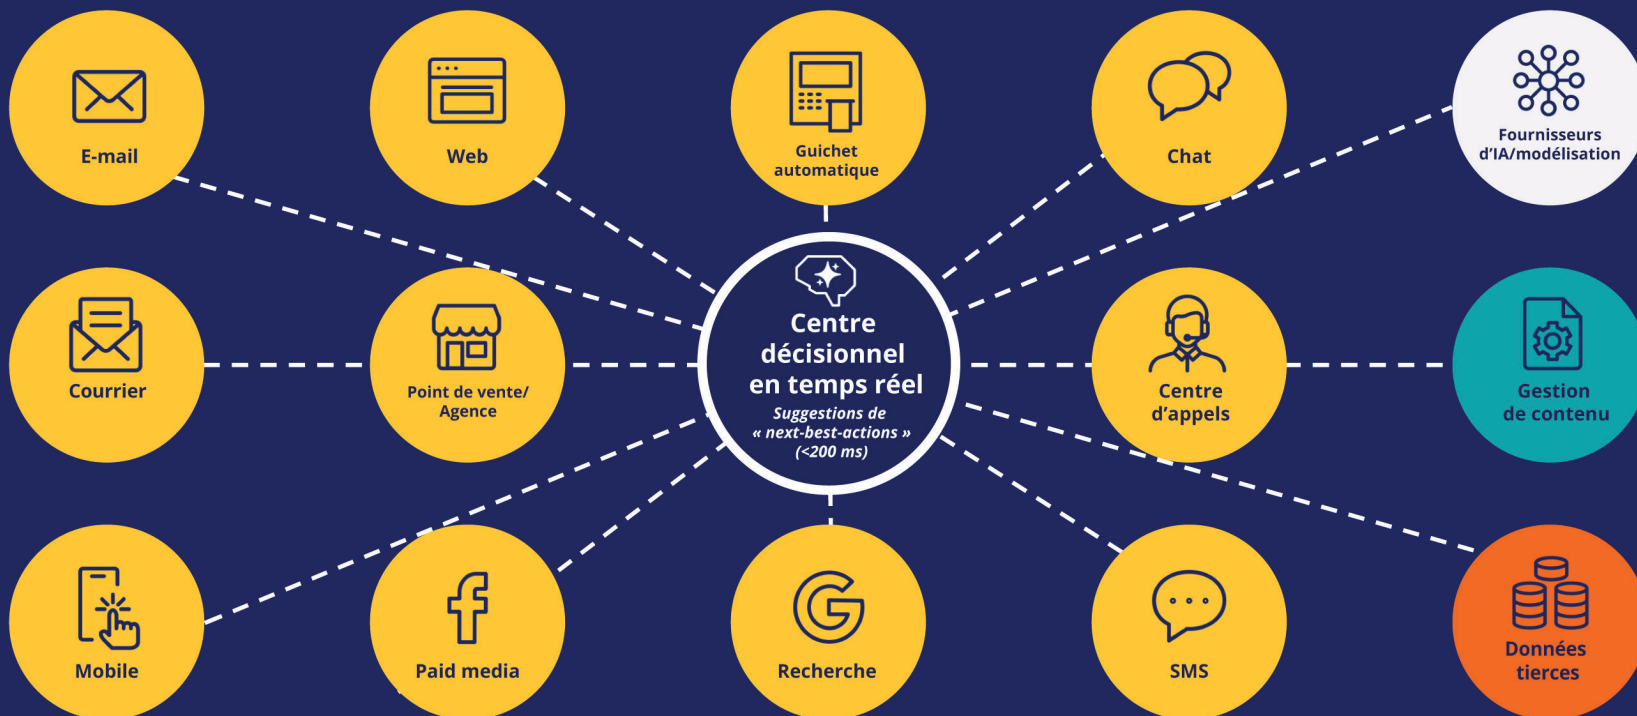 E-mail
Web
Guichet
automatique
Chat
Fournisseurs
d'IA/modélisation
Courrier
Point de vente/
Agence
Centre
décisionnel
en temps réel
Suggestions de
« next-best-actions »
(<200 ms)
Centre
d'appels
Gestion
de contenu
Mobile
Paid media
Recherche
SMS
Données
tierces